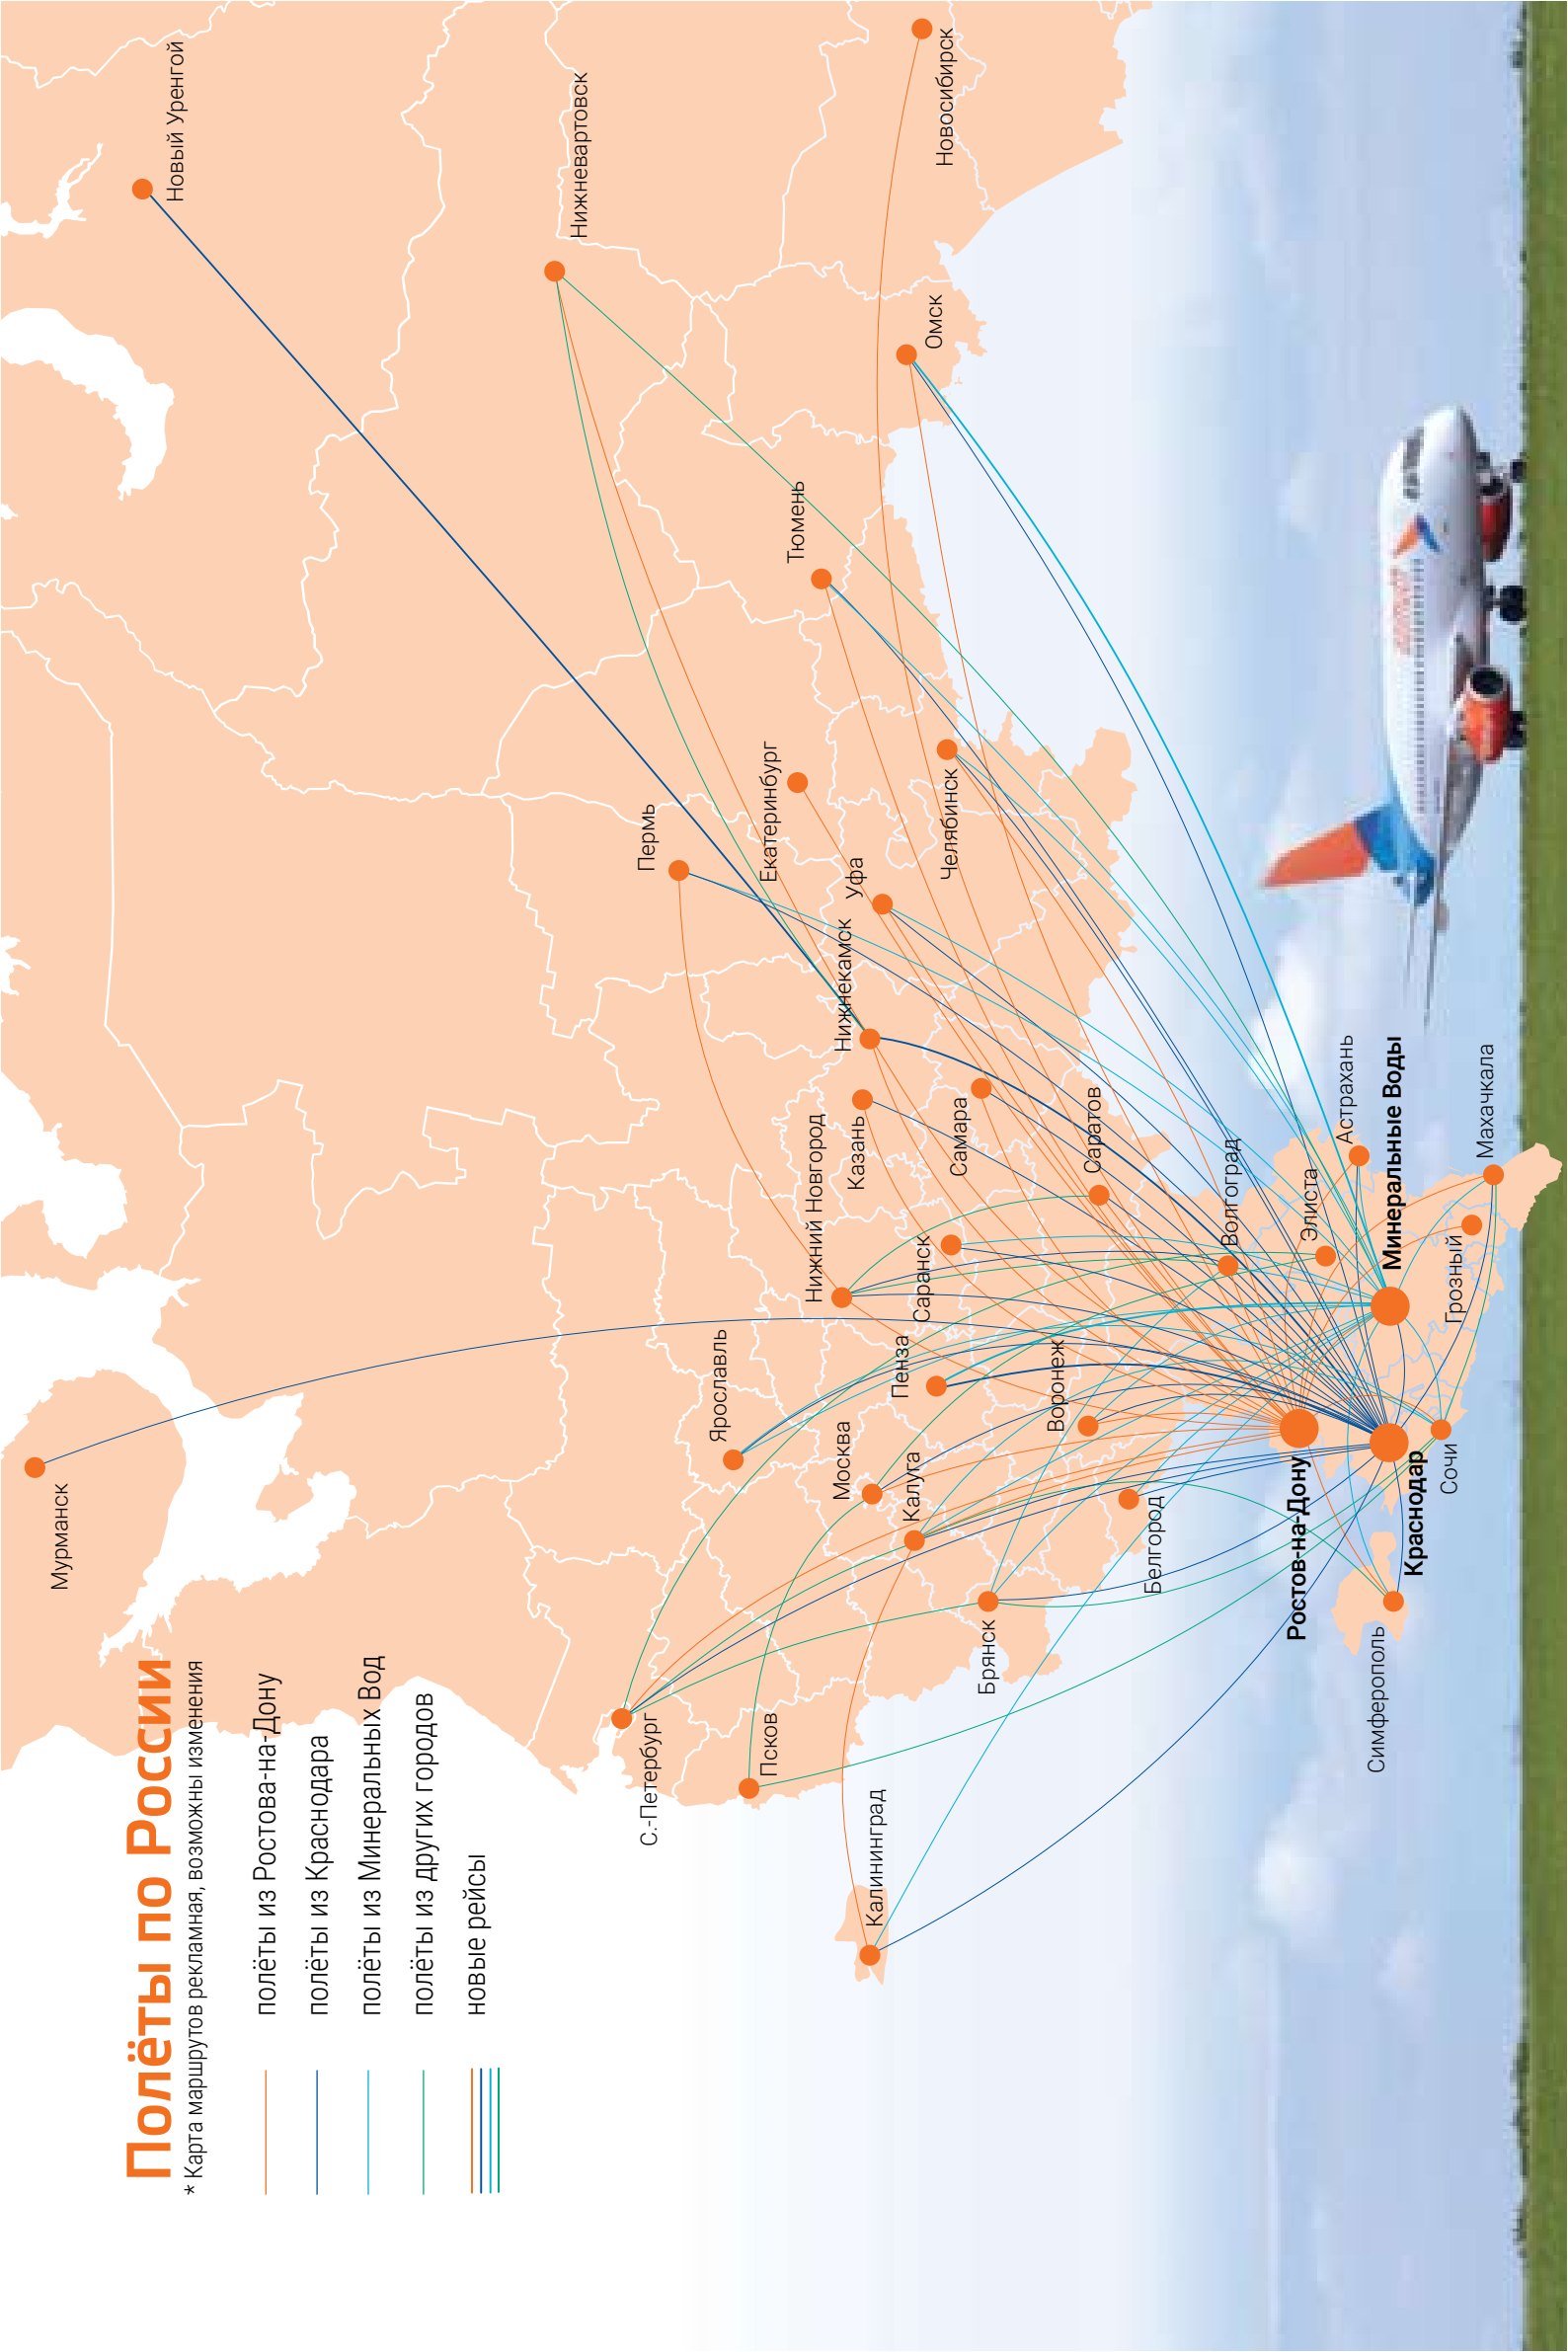 Полёты по России
* Карта маршрутов рекламная, возможны изменения
полёты из Ростова-на-Дону
полёты из Краснодара
полёты из Минеральных Вод
полёты из других городов
новые рейсы
Мурманск
Новый Уренгой
Нижневартовск
С.-Петербург
Пермь
Ярославль
Псков
Екатеринбург
Тюмень
Нижний Новгород
Москва
Нижнекамск
Казань
Уфа
Калининград
Пенза
Калуга
Саранск
Омск
Новосибирск
Челябинск
Самара
Брянск
Воронеж
Саратов
Белгород
Волгоград
Ростов-на-Дону
Элиста
Астрахань
Симферополь
Минеральные Воды
Краснодар
Сочи
Грозный
Махачкала